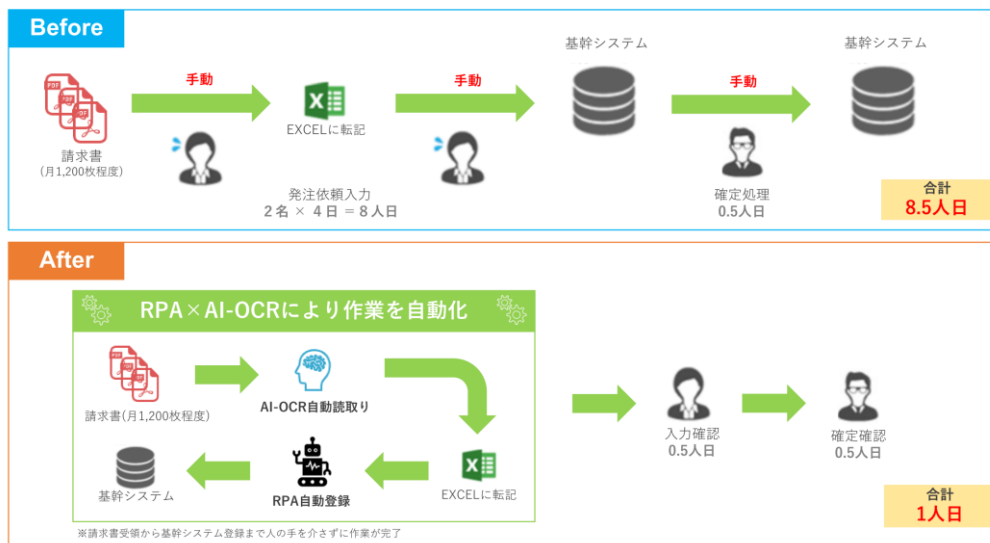 Before
基幹システム
基幹システム
手動
手動
手動
EXCELに転記
請求書
(月1,200枚程度)
発注依頼入力
2名 × 4日 = 8人日
確定処理
0.5人日
合計
8.5人日
After
RPA×AI-OCRにより作業を自動化
請求書(月1,200枚程度)
AI-OCR自動読取り
基幹システム
RPA自動登録
EXCELに転記
入力確認
0.5人日
確定確認
0.5人日
合計
1人日
※請求書受領から基幹システム登録まで人の手を介さずに作業が完了